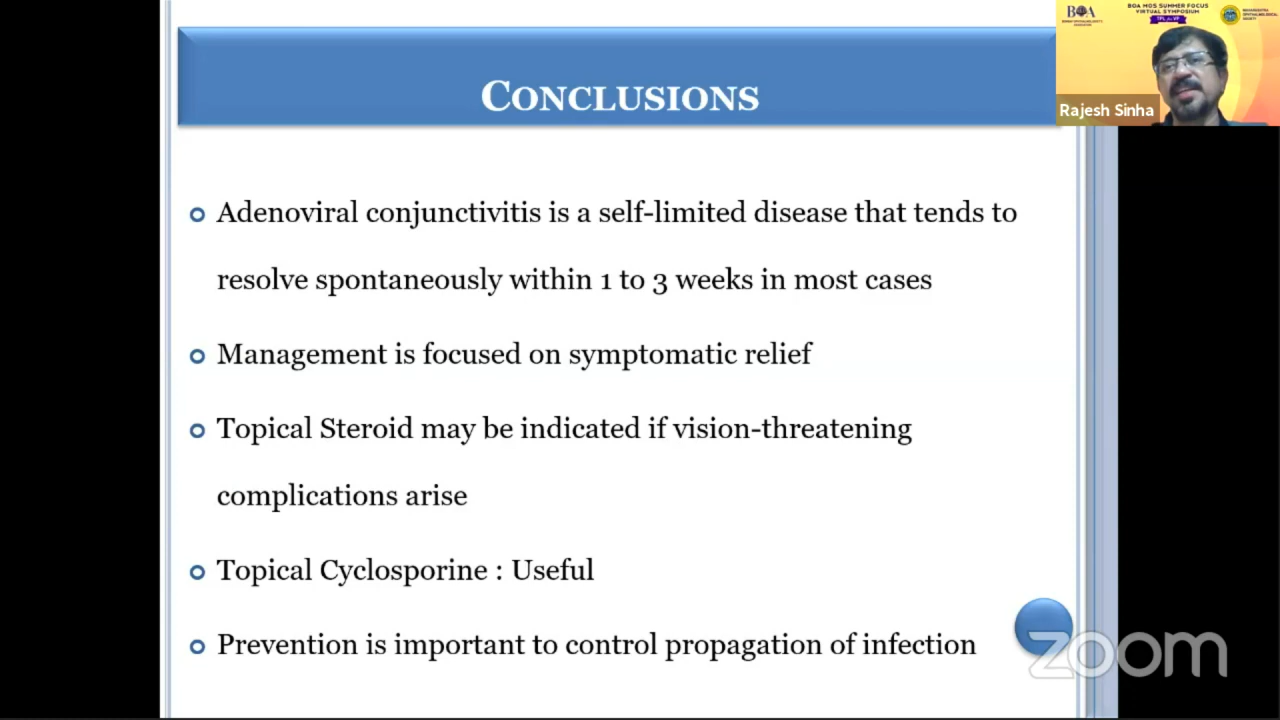 CONCLUSIONS
Adenoviral conjunctivitis is a self-limited disease that tends to
resolve spontaneously within 1 to 3 weeks in most cases
Management is focused on symptomatic relief
Topical Steroid may be indicated if vision-threatening
complications arise
Topical Cyclosporine : Useful
Prevention is important to control propagation of infection
BOA
BOA MOS SUMMER FOCUS
VIRTUAL SYMPOSIUM
Rajesh Sinha
zoom